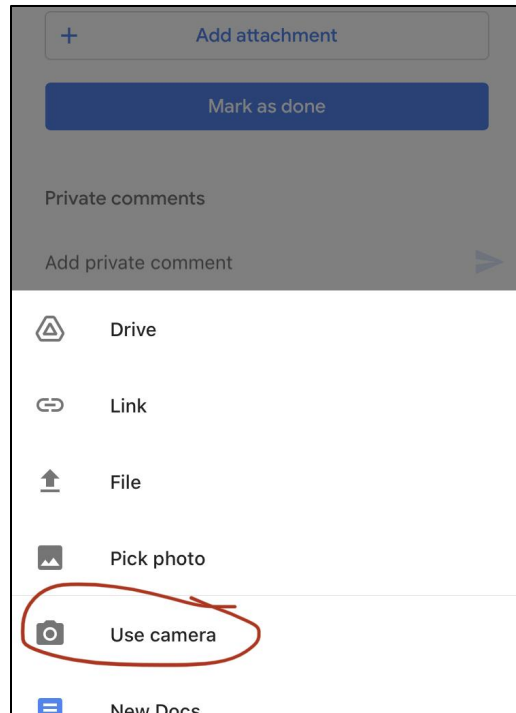 + Add attachment
Mark as done
Private comments
Add private comment
Drive
Link
File
Pick photo
Use camera
New Docs